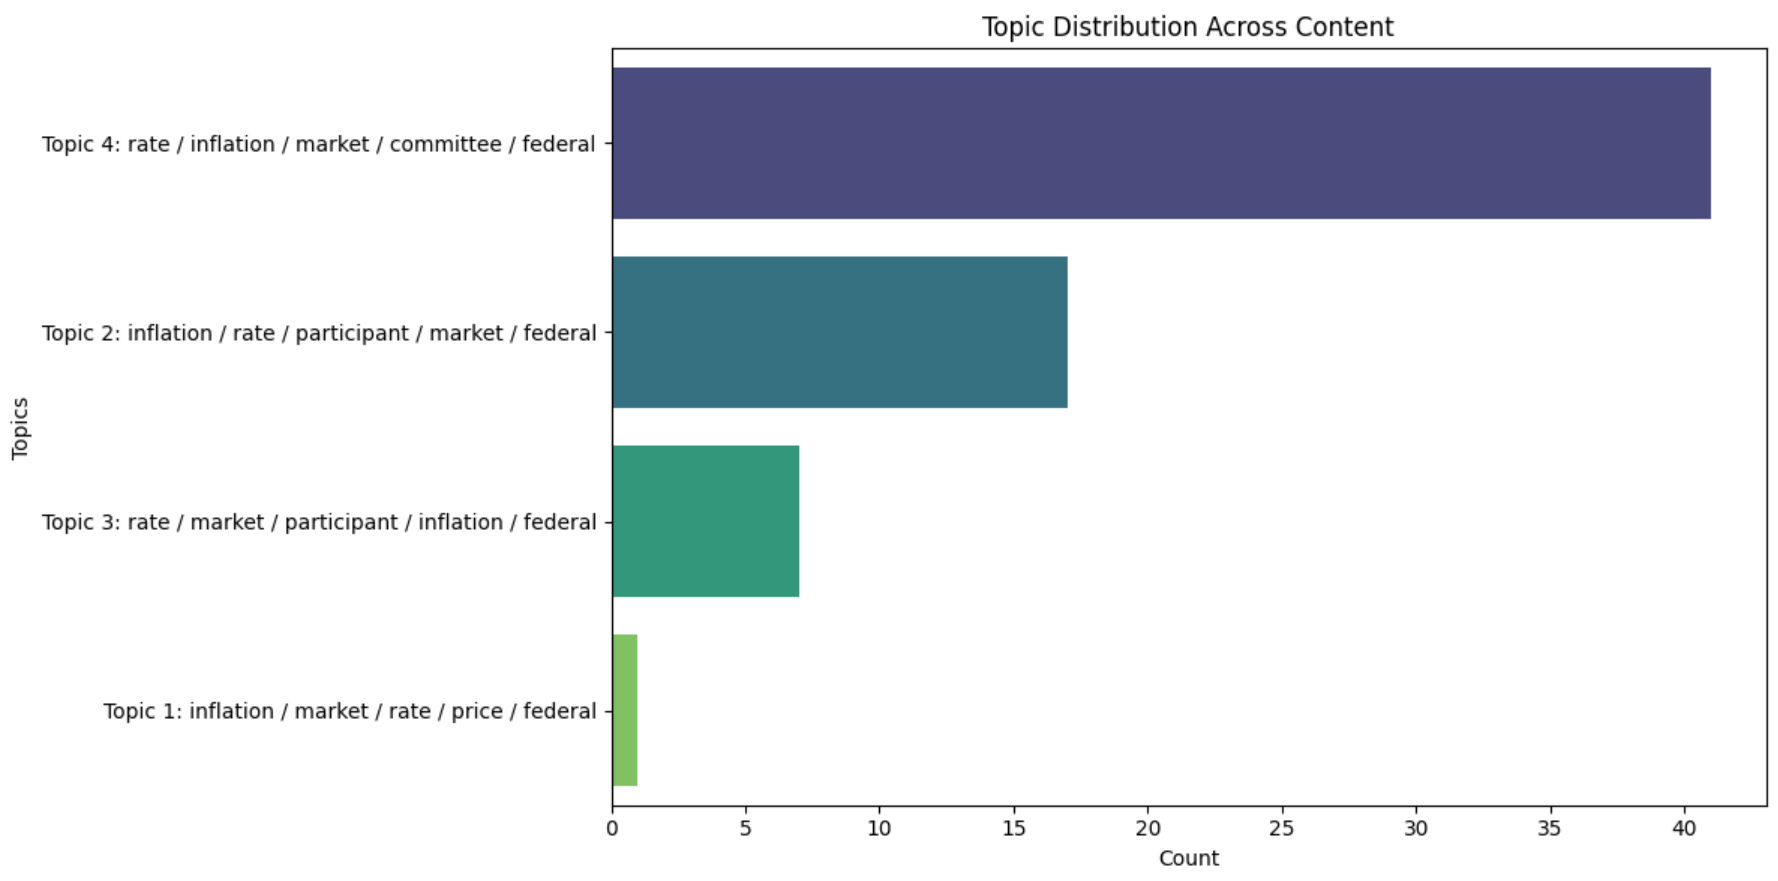 Topic Distribution Across Content
Topic 4: rate / inflation / market / committee / federal
Topic 2: inflation / rate / participant / market / federal
Topic 3: rate / market / participant / inflation / federal
Topic 1: inflation / market / rate / price / federal
Topics
0 5 10 15 20 25 30 35 40
Count